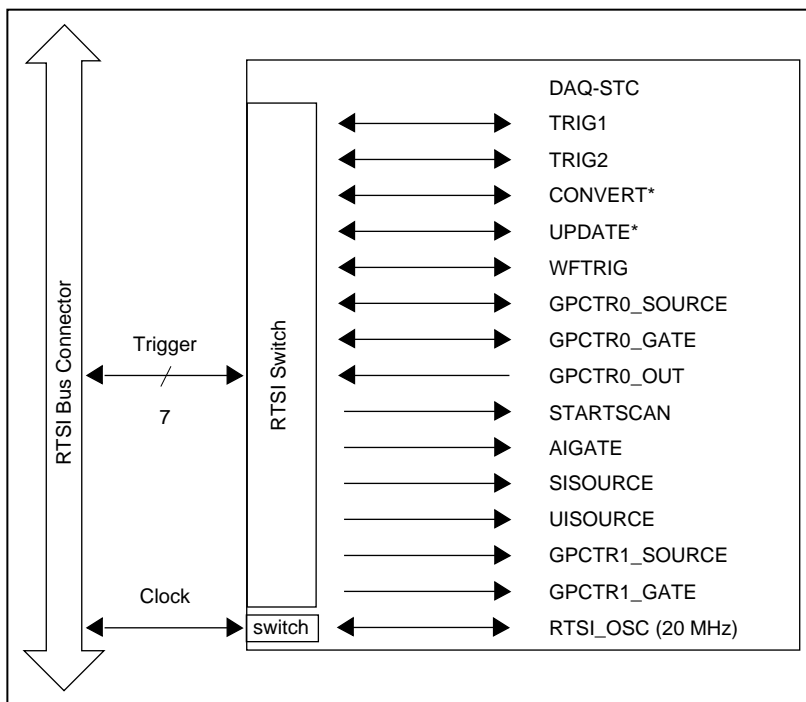 DAQ-STC
TRIG1
TRIG2
CONVERT*
UPDATE*
WFTRIG
GPCTR0_SOURCE
GPCTR0_GATE
GPCTR0_OUT
STARTSCAN
AIGATE
SISOURCE
UISOURCE
GPCTR1_SOURCE
GPCTR1_GATE
RTSI_OSC (20 MHz)
RTSI Bus Connector
Trigger
7
Clock
RTSI Switch
switch